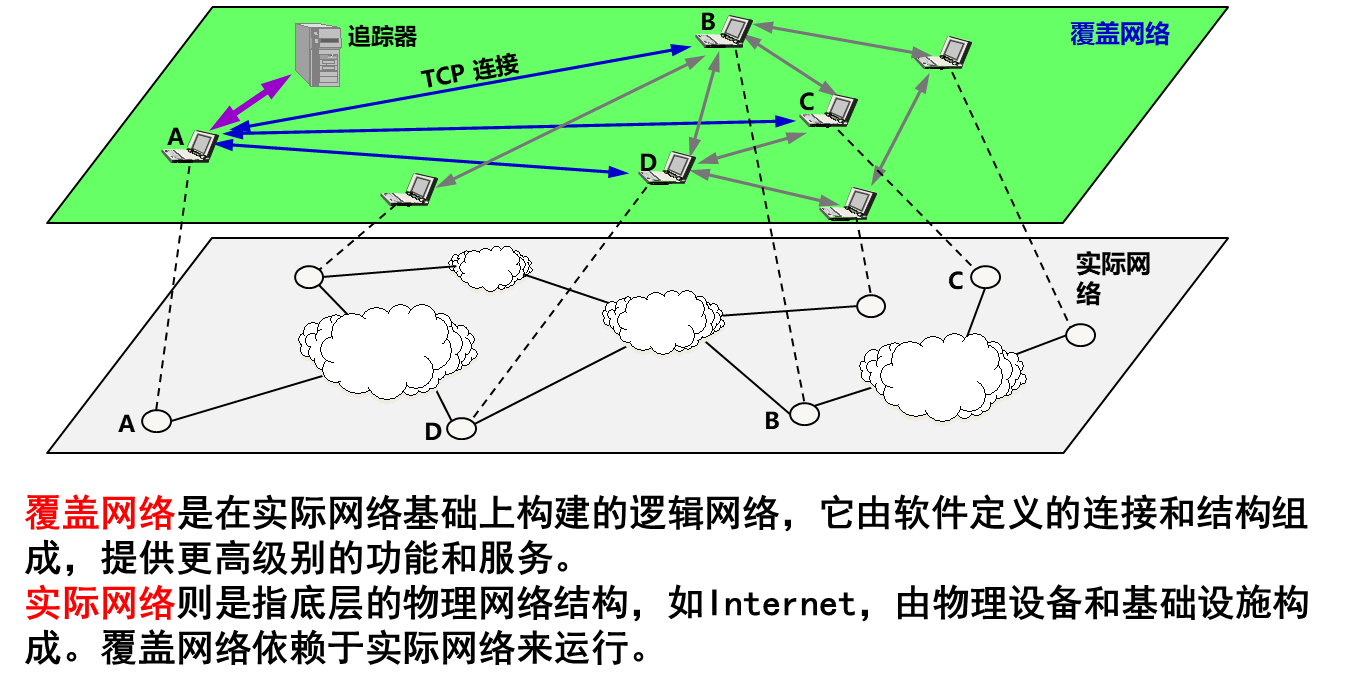 追踪器
B
覆盖网络
TCP 连接
C
A
D
实际网
络
C
A
D
B
覆盖网络是在实际网络基础上构建的逻辑网络，它由软件定义的连接和结构组
成，提供更高级别的功能和服务。
实际网络则是指底层的物理网络结构，如Internet，由物理设备和基础设施构
成。覆盖网络依赖于实际网络来运行。